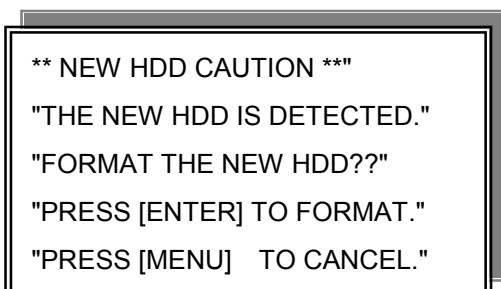 ** NEW HDD CAUTION **"
"THE NEW HDD IS DETECTED."
"FORMAT THE NEW HDD??"
"PRESS [ENTER] TO FORMAT."
"PRESS [MENU]    TO CANCEL."